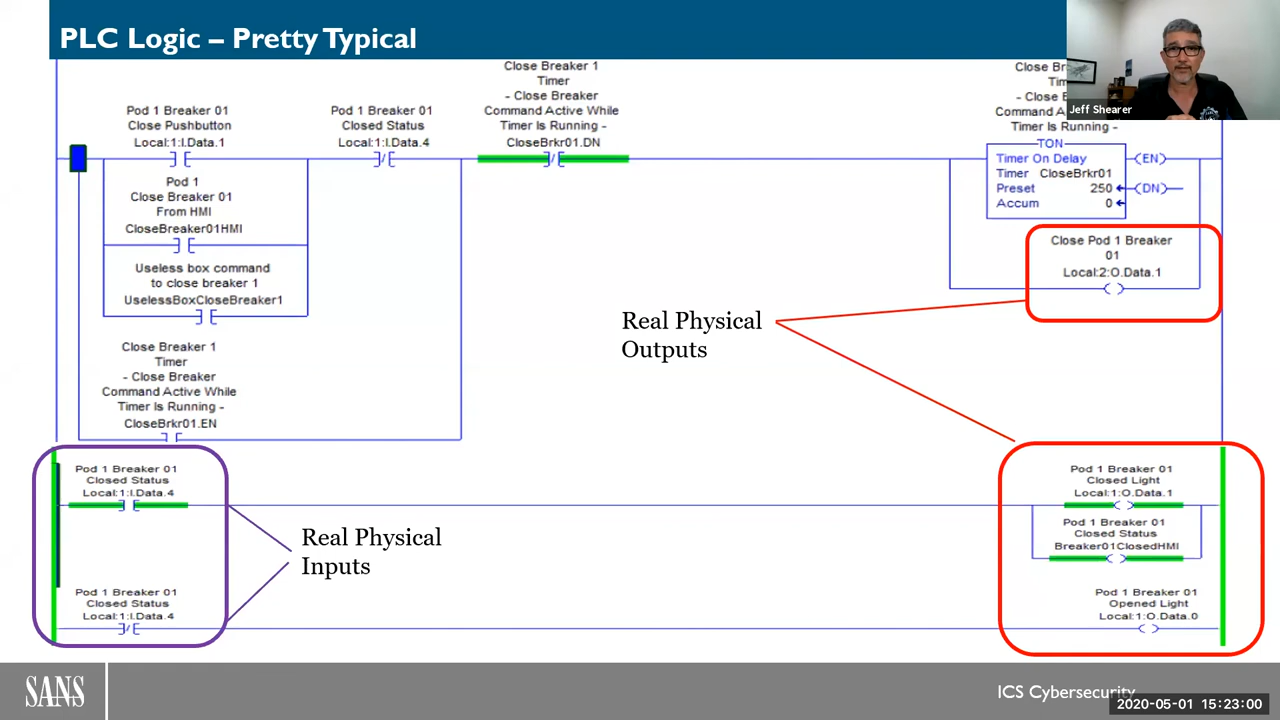 PLC Logic – Pretty Typical
Jeff Shearer
Pod 1 Breaker 01
Close Pushbutton
Local:1:I.Data.1
Pod 1 Breaker 01
Closed Status
Local:1:I.Data.4
Close Breaker 1
Timer
- Close Breaker
Command Active While
Timer Is Running -
CloseBrkr01.DN
Close
Timer Is Running -
TON
Timer On Delay
Timer CloseBrkr01
Preset 250
Accum 0
(EN)
(DN)
Pod 1
Close Breaker 01
From HMI
CloseBreaker01HMI
Useless box command
to close breaker 1
UselessBoxCloseBreaker1
Close Breaker 1
Timer
- Close Breaker
Command Active While
Timer Is Running -
CloseBrkr01.EN
Close Pod 1 Breaker
01
Local:2:O.Data.1
Real Physical
Outputs
Pod 1 Breaker 01
Closed Status
Local:1:I.Data.4
Pod 1 Breaker 01
Closed Status
Local:1:I.Data.4
Real Physical
Inputs
Pod 1 Breaker 01
Closed Light
Local:1:O.Data.1
Pod 1 Breaker 01
Closed Status
Breaker01ClosedHMI
Pod 1 Breaker 01
Opened Light
Local:1:O.Data.0
SANS
ICS Cybersecurity
2020-05-01 15:23:00